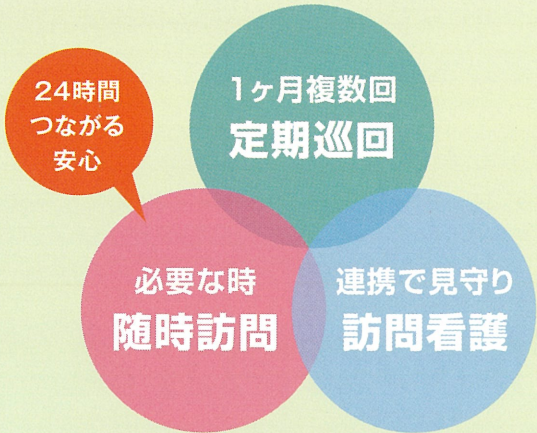 24時間
つながる
安心
1ヶ月複数回
定期巡回
必要な時
随時訪問
連携で見守り
訪問看護